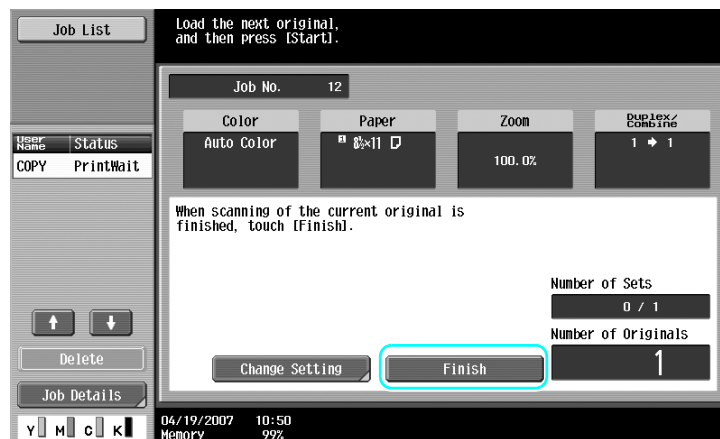 Job List
Load the next original,
and then press [Start].
Job No. 12
Color
Paper
Zoom
Duplex/
Combine
Auto Color
1 8½×11
100.0%
1 → 1
User
Name
Status
COPY PrintWait
When scanning of the current original is
finished, touch [Finish].
Number of Sets
0 / 1
Number of Originals
1
Change Setting
Finish
Delete
Job Details
Y M C K
04/19/2007 10:50
Memory 99%